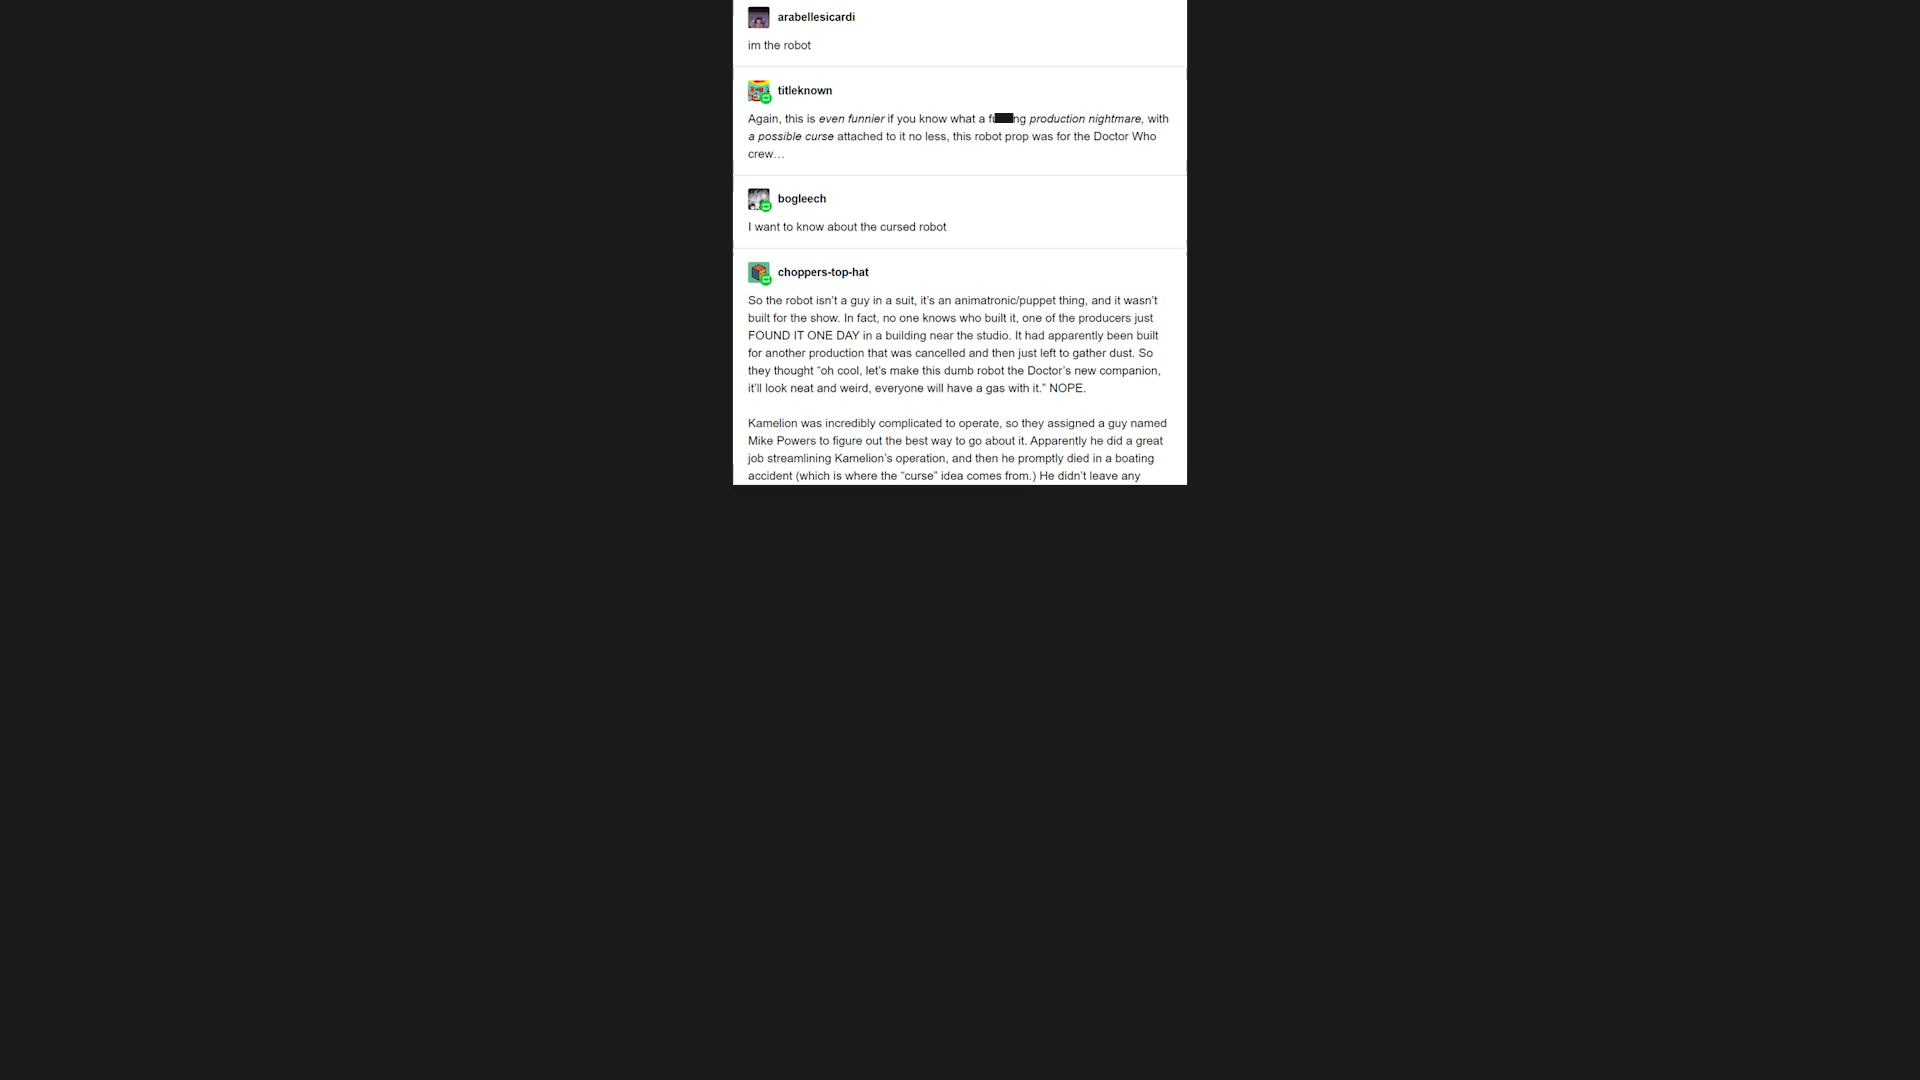 arabellesicardi
im the robot
titleknown
Again, this is even funnier if you know what a f ng production nightmare, with
a possible curse attached to it no less, this robot prop was for the Doctor Who
crew…
bogleech
I want to know about the cursed robot
choppers-top-hat
So the robot isn’t a guy in a suit, it’s an animatronic/puppet thing, and it wasn’t
built for the show. In fact, no one knows who built it, one of the producers just
FOUND IT ONE DAY in a building near the studio. It had apparently been built
for another production that was cancelled and then just left to gather dust. So
they thought “oh cool, let’s make this dumb robot the Doctor’s new companion,
it’ll look neat and weird, everyone will have a gas with it.” NOPE.
Kamelion was incredibly complicated to operate, so they assigned a guy named
Mike Powers to figure out the best way to go about it. Apparently he did a great
job streamlining Kamelion’s operation, and then he promptly died in a boating
accident (which is where the “curse” idea comes from.) He didn’t leave any